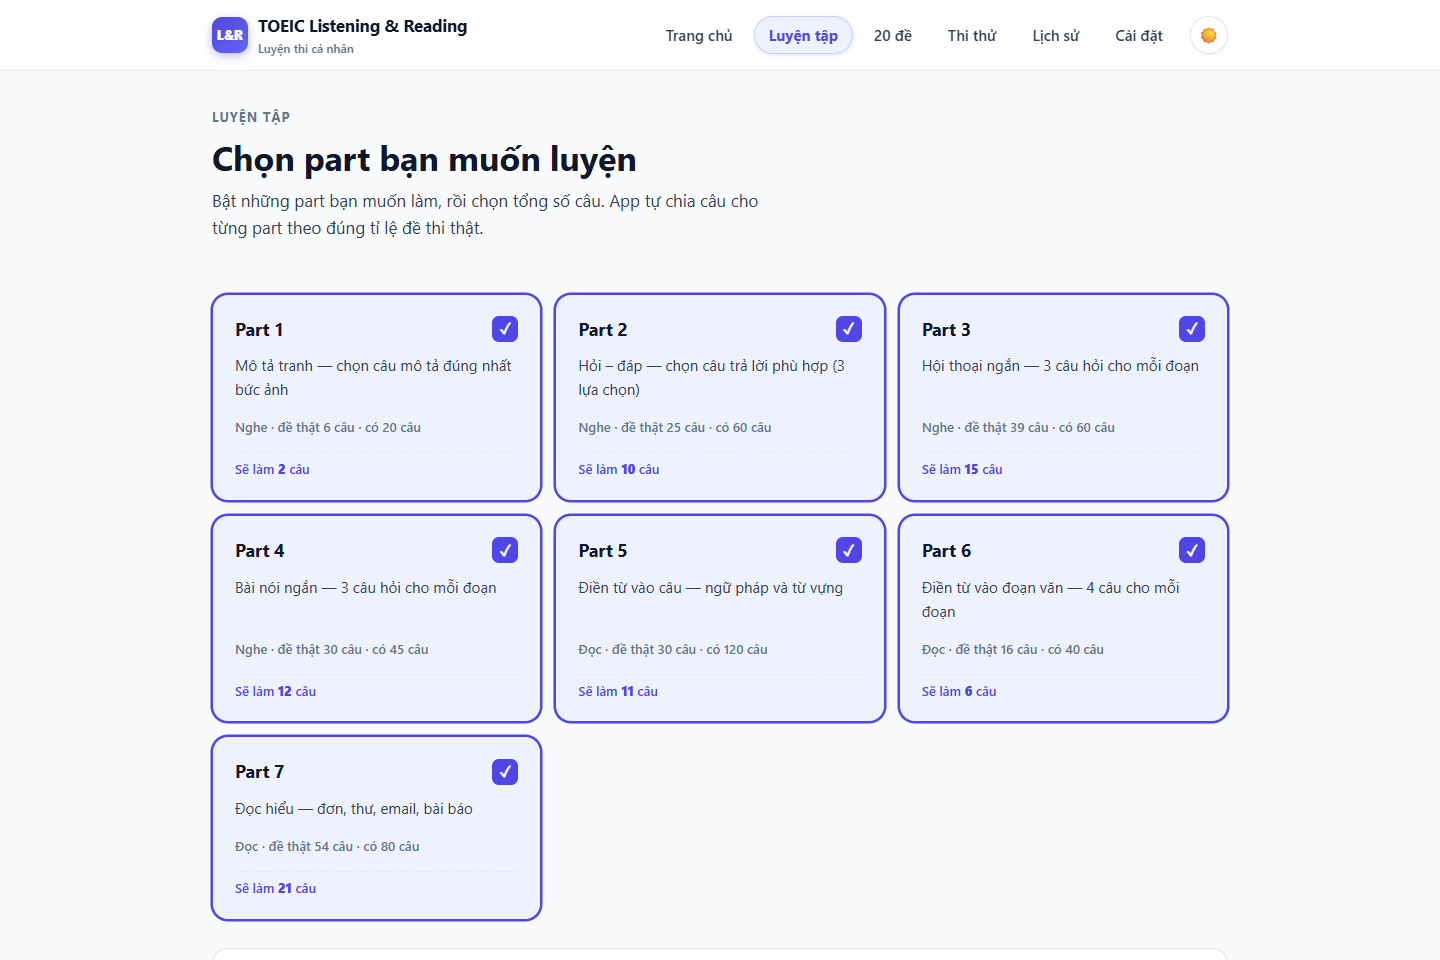 L&R
TOEIC Listening & Reading
Luyện thi cá nhân
Trang chủ
Luyện tập
20 đề
Thi thử
Lịch sử
Cài đặt
LUYỆN TẬP
Chọn part bạn muốn luyện
Bật những part bạn muốn làm, rồi chọn tổng số câu. App tự chia câu cho
từng part theo đúng tỉ lệ đề thi thật.
Part 1
Mô tả tranh — chọn câu mô tả đúng nhất
bức ảnh
Nghe · đề thật 6 câu · có 20 câu
Sẽ làm 2 câu
Part 2
Hỏi – đáp — chọn câu trả lời phù hợp (3
lựa chọn)
Nghe · đề thật 25 câu · có 60 câu
Sẽ làm 10 câu
Part 3
Hội thoại ngắn — 3 câu hỏi cho mỗi đoạn
Nghe · đề thật 39 câu · có 60 câu
Sẽ làm 15 câu
Part 4
Bài nói ngắn — 3 câu hỏi cho mỗi đoạn
Nghe · đề thật 30 câu · có 45 câu
Sẽ làm 12 câu
Part 5
Điền từ vào câu — ngữ pháp và từ vựng
Đọc · đề thật 30 câu · có 120 câu
Sẽ làm 11 câu
Part 6
Điền từ vào đoạn văn — 4 câu cho mỗi
đoạn
Đọc · đề thật 16 câu · có 40 câu
Sẽ làm 6 câu
Part 7
Đọc hiểu — đơn, thư, email, bài báo
Đọc · đề thật 54 câu · có 80 câu
Sẽ làm 21 câu